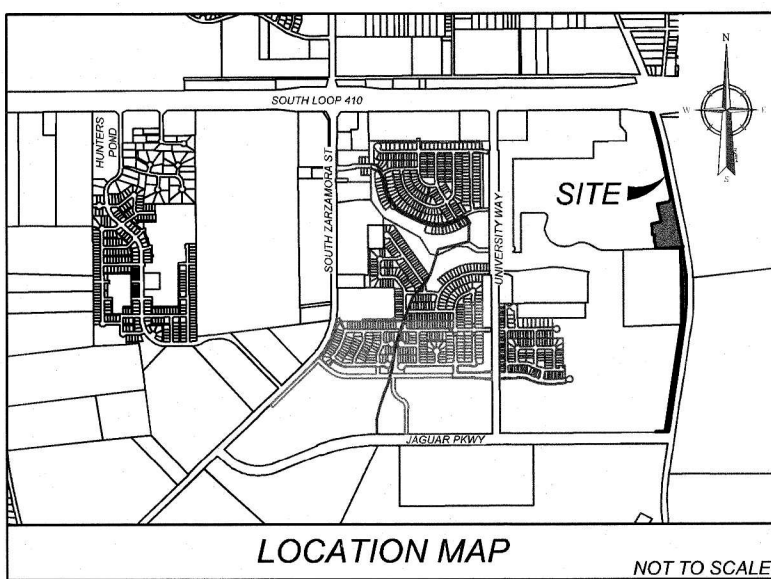 SOUTH LOOP 410
HUNTERS
POND
SOUTH ZARZAMORA ST
UNIVERSITY WAY
SITE
N
W
E
S
JAGUAR PKWY
LOCATION MAP
NOT TO SCALE